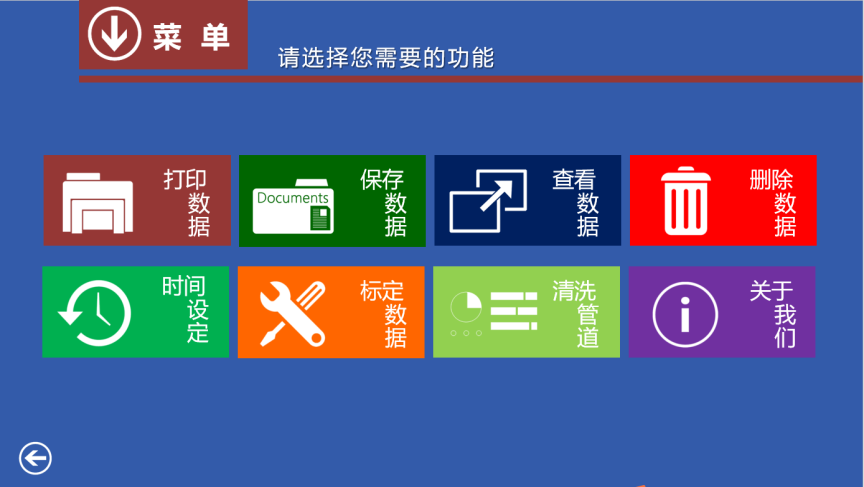 菜 单
请选择您需要的功能
打印
数
据
Documents
保存
数
据
查看
数
据
删除
数
据
时间
设
定
标定
数
据
清洗
管
道
关于
我
们